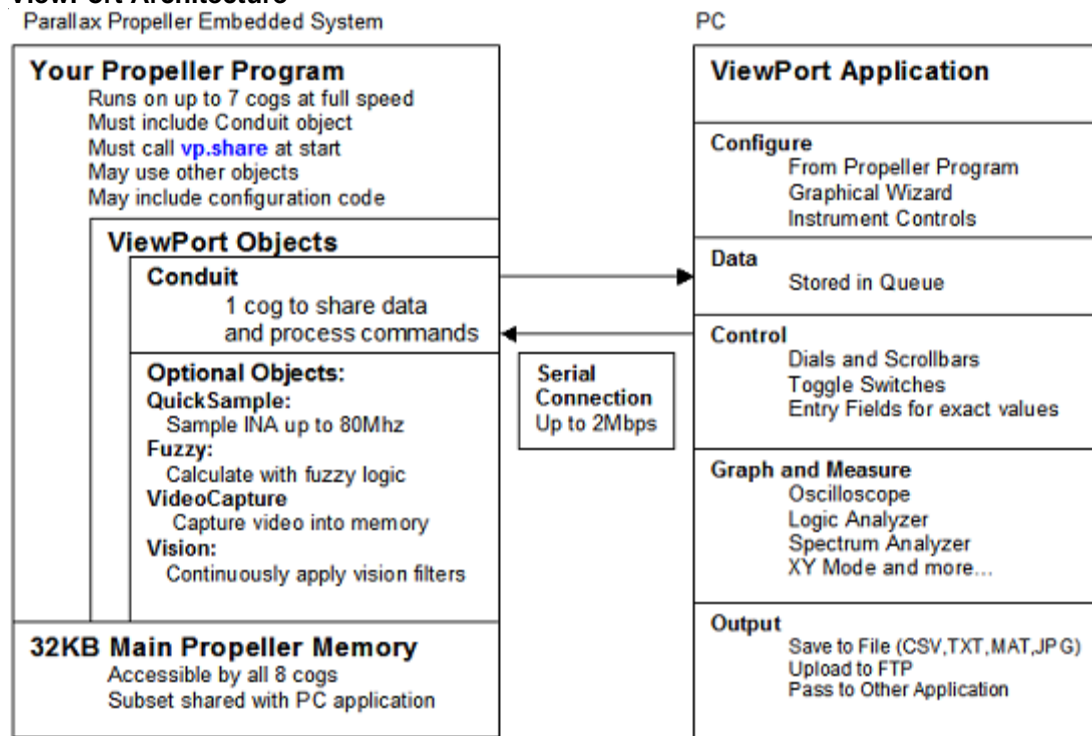 ViewPort Architecture
Parallax Propeller Embedded System
Your Propeller Program
Runs on up to 7 cogs at full speed
Must include Conduit object
Must call vp.share at start
May use other objects
May include configuration code
ViewPort Objects
Conduit
1 cog to share data
and process commands
Optional Objects:
QuickSample:
Sample INA up to 80Mhz
Fuzzy:
Calculate with fuzzy logic
VideoCapture
Capture video into memory
Vision:
Continuously apply vision filters
32KB Main Propeller Memory
Accessible by all 8 cogs
Subset shared with PC application
Serial
Connection
Up to 2Mbps
PC
ViewPort Application
Configure
From Propeller Program
Graphical Wizard
Instrument Controls
Data
Stored in Queue
Control
Dials and Scrollbars
Toggle Switches
Entry Fields for exact values
Graph and Measure
Oscilloscope
Logic Analyzer
Spectrum Analyzer
XY Mode and more...
Output
Save to File (CSV,TXT,MAT,JPG)
Upload to FTP
Pass to Other Application